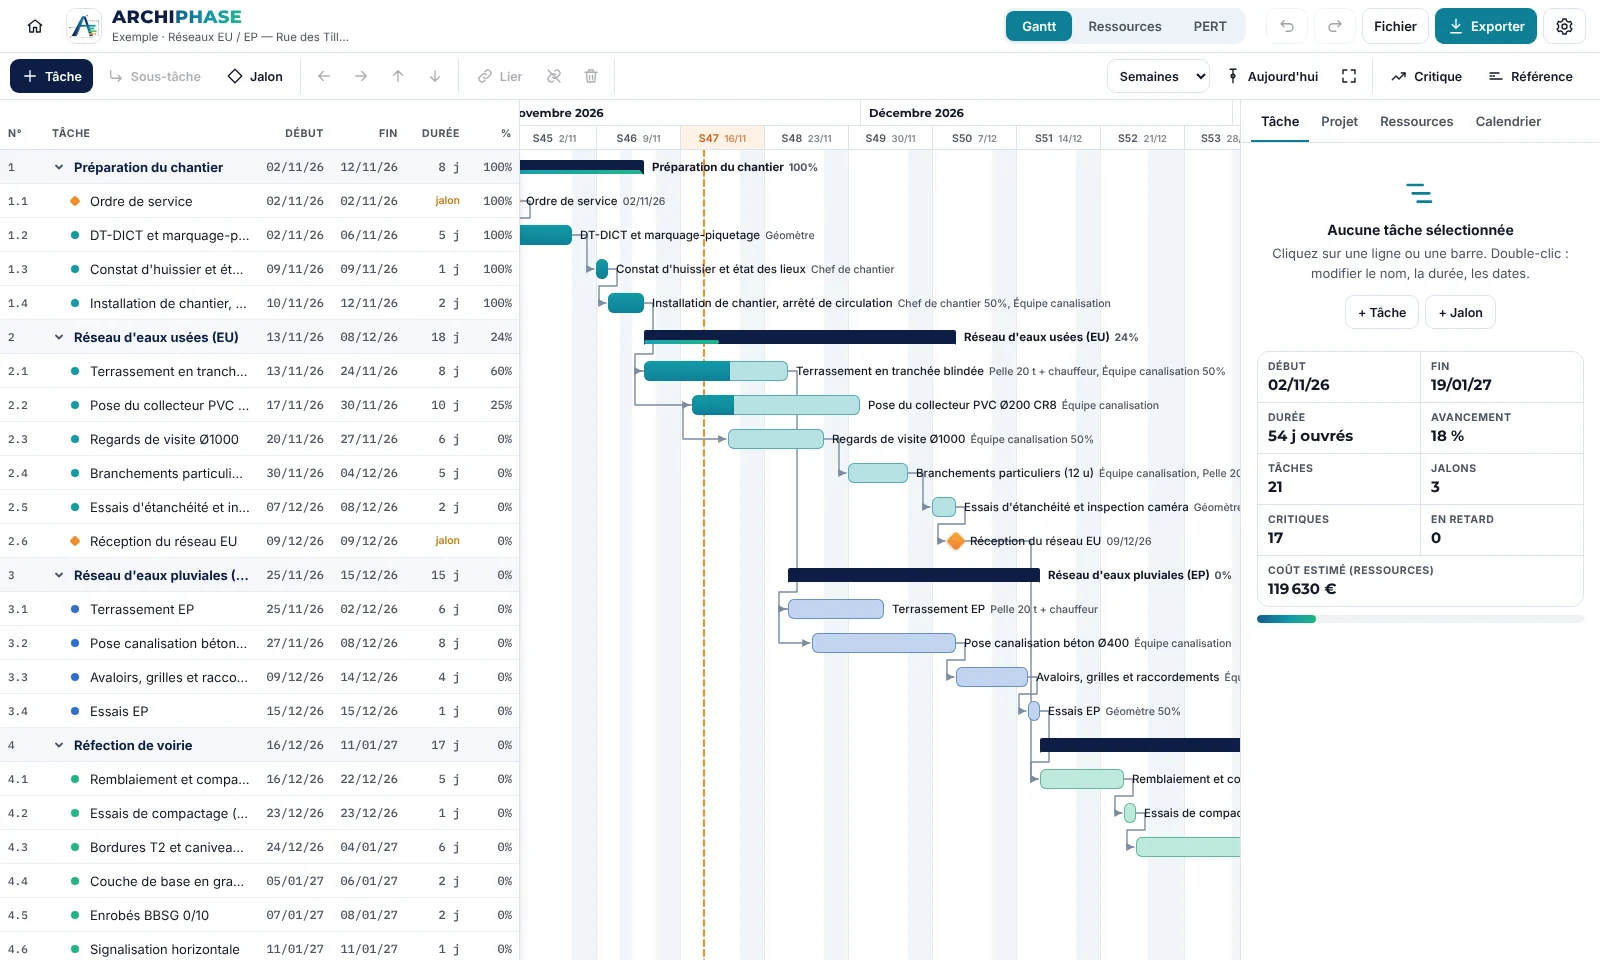 ARCHIPHASE
Exemple · Réseaux EU / EP — Rue des Till...
Gantt
Ressources
PERT
Fichier
Exporter
Tâche
Sous-tâche
Jalon
Lier
Semaines
Aujourd'hui
Critique
Référence
N° TÂCHE DÉBUT FIN DURÉE %
1 Préparation du chantier 02/11/26 12/11/26 8 j 100%
1.1 Ordre de service 02/11/26 02/11/26 jalon 100%
1.2 DT-DICT et marquage-p... 02/11/26 06/11/26 5 j 100%
1.3 Constat d'huissier et ét... 09/11/26 09/11/26 1 j 100%
1.4 Installation de chantier, ... 10/11/26 12/11/26 2 j 100%
2 Réseau d'eaux usées (EU) 13/11/26 08/12/26 18 j 24%
2.1 Terrassement en tranch... 13/11/26 24/11/26 8 j 60%
2.2 Pose du collecteur PVC ... 17/11/26 30/11/26 10 j 25%
2.3 Regards de visite Ø1000 20/11/26 27/11/26 6 j 0%
2.4 Branchements particuli... 30/11/26 04/12/26 5 j 0%
2.5 Essais d'étanchéité et in... 07/12/26 08/12/26 2 j 0%
2.6 Réception du réseau EU 09/12/26 09/12/26 jalon 0%
3 Réseau d'eaux pluviales (... 25/11/26 15/12/26 15 j 0%
3.1 Terrassement EP 25/11/26 02/12/26 6 j 0%
3.2 Pose canalisation béton... 27/11/26 08/12/26 8 j 0%
3.3 Avaloirs, grilles et racco... 09/12/26 14/12/26 4 j 0%
3.4 Essais EP 15/12/26 15/12/26 1 j 0%
4 Réfection de voirie 16/12/26 11/01/27 17 j 0%
4.1 Remblaiement et compa... 16/12/26 22/12/26 5 j 0%
4.2 Essais de compactage (... 23/12/26 23/12/26 1 j 0%
4.3 Bordures T2 et canivea... 24/12/26 04/01/27 6 j 0%
4.4 Couche de base en gra... 05/01/27 06/01/27 2 j 0%
4.5 Enrobés BBSG 0/10 07/01/27 08/01/27 2 j 0%
4.6 Signalisation horizontale 11/01/27 11/01/27 1 j 0%
ovembre 2026 Décembre 2026
S45 2/11 S46 9/11 S47 16/11 S48 23/11 S49 30/11 S50 7/12 S51 14/12 S52 21/12 S53 28/
Préparation du chantier 100%
Ordre de service 02/11/26
DT-DICT et marquage-piquetage Géomètre
Constat d'huissier et état des lieux Chef de chantier
Installation de chantier, arrêté de circulation Chef de chantier 50%, Équipe canalisation
Réseau d'eaux usées (EU) 24%
Terrassement en tranchée blindée Pelle 20 t + chauffeur, Équipe canalisation 50%
Pose du collecteur PVC Ø200 CR8 Équipe canalisation
Regards de visite Ø1000 Équipe canalisation 50%
Branchements particuliers (12 u) Équipe canalisation, Pelle 20
Essais d'étanchéité et inspection caméra Géomètre
Réception du réseau EU 09/12/26
Réseau d'eaux pluviales (EP) 0%
Terrassement EP Pelle 20 t + chauffeur
Pose canalisation béton Ø400 Équipe canalisation
Avaloirs, grilles et raccordements Équ
Essais EP Géomètre 50%
Remblaiement et co
Essais de compac
Tâche
Projet
Ressources
Calendrier
Aucune tâche sélectionnée
Cliquez sur une ligne ou une barre. Double-clic :
modifier le nom, la durée, les dates.
+ Tâche
+ Jalon
DÉBUT FIN
02/11/26 19/01/27
DURÉE AVANCEMENT
54 j ouvrés 18 %
TÂCHES JALONS
21 3
CRITIQUES EN RETARD
17 0
COÛT ESTIMÉ (RESSOURCES)
119 630 €